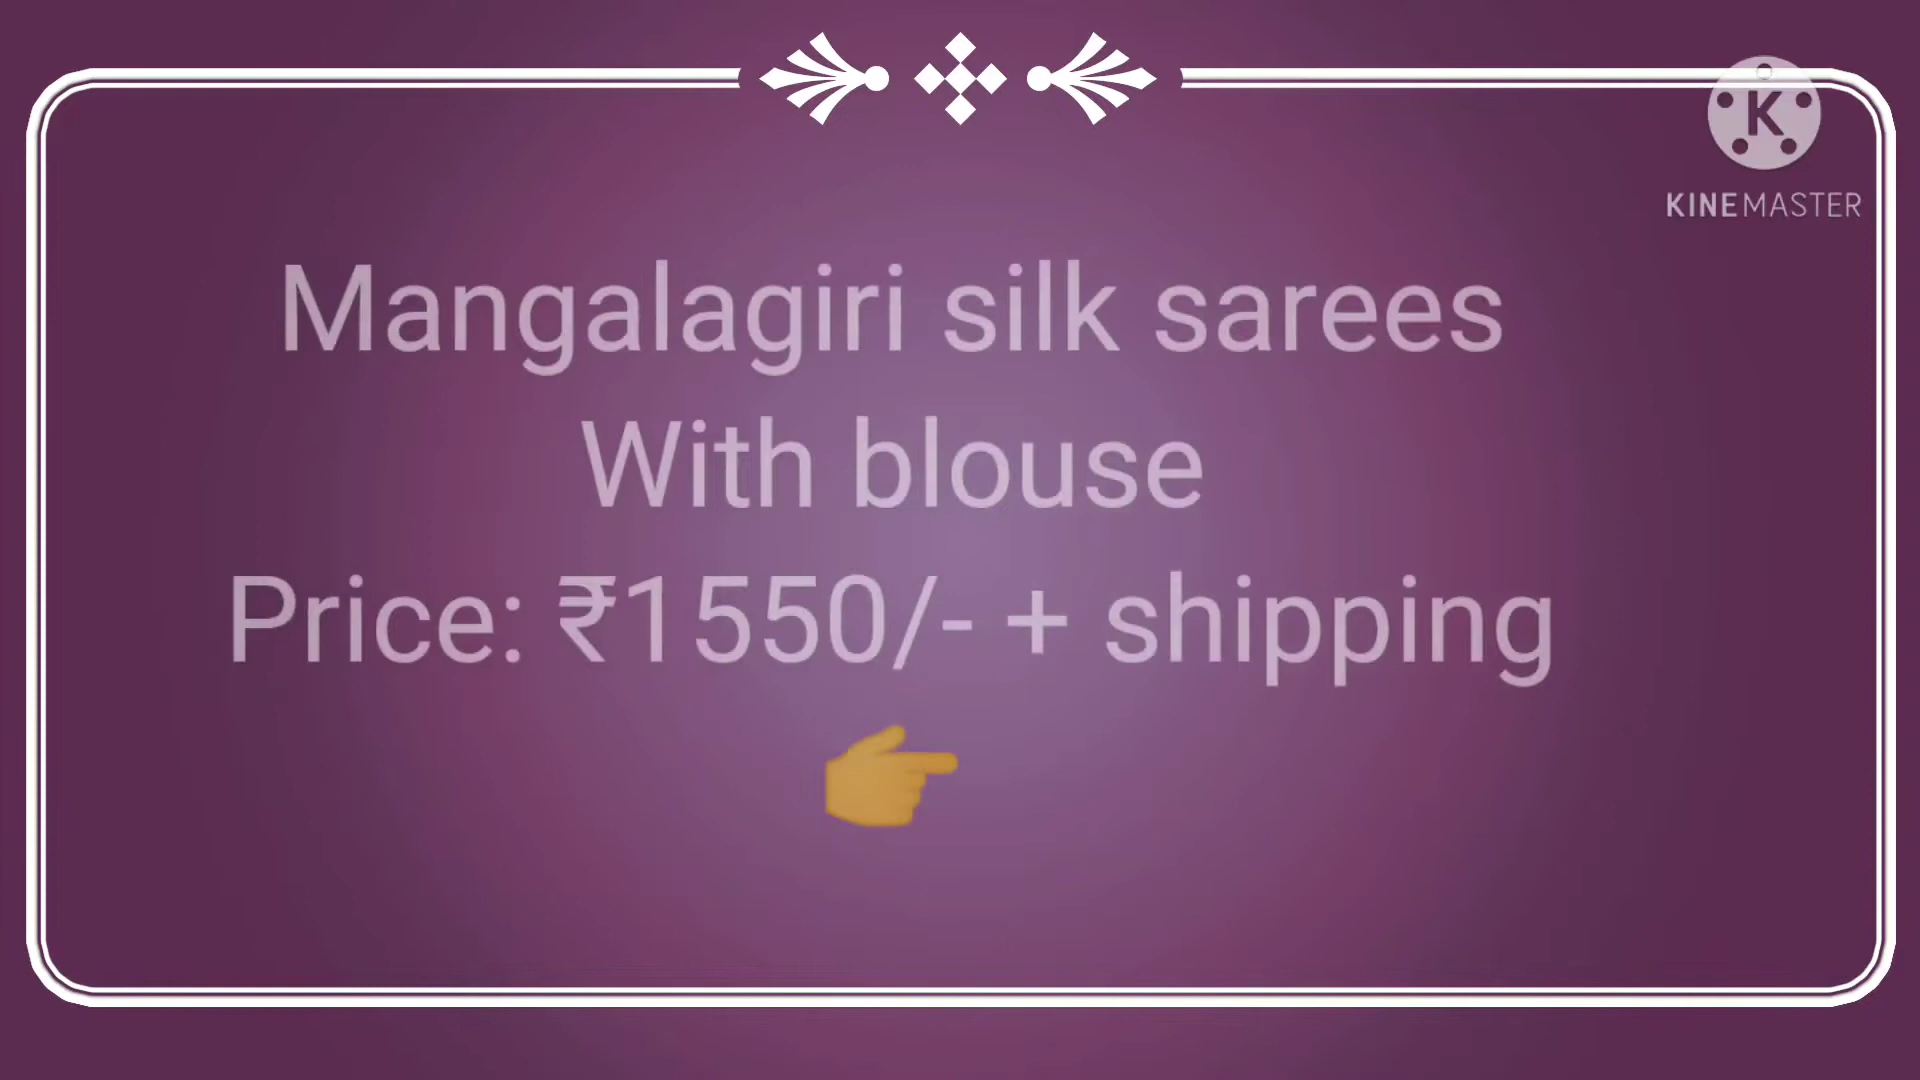 K
KINEMASTER
Mangalagiri silk sarees
With blouse
Price: ₹1550/- + shipping
👉